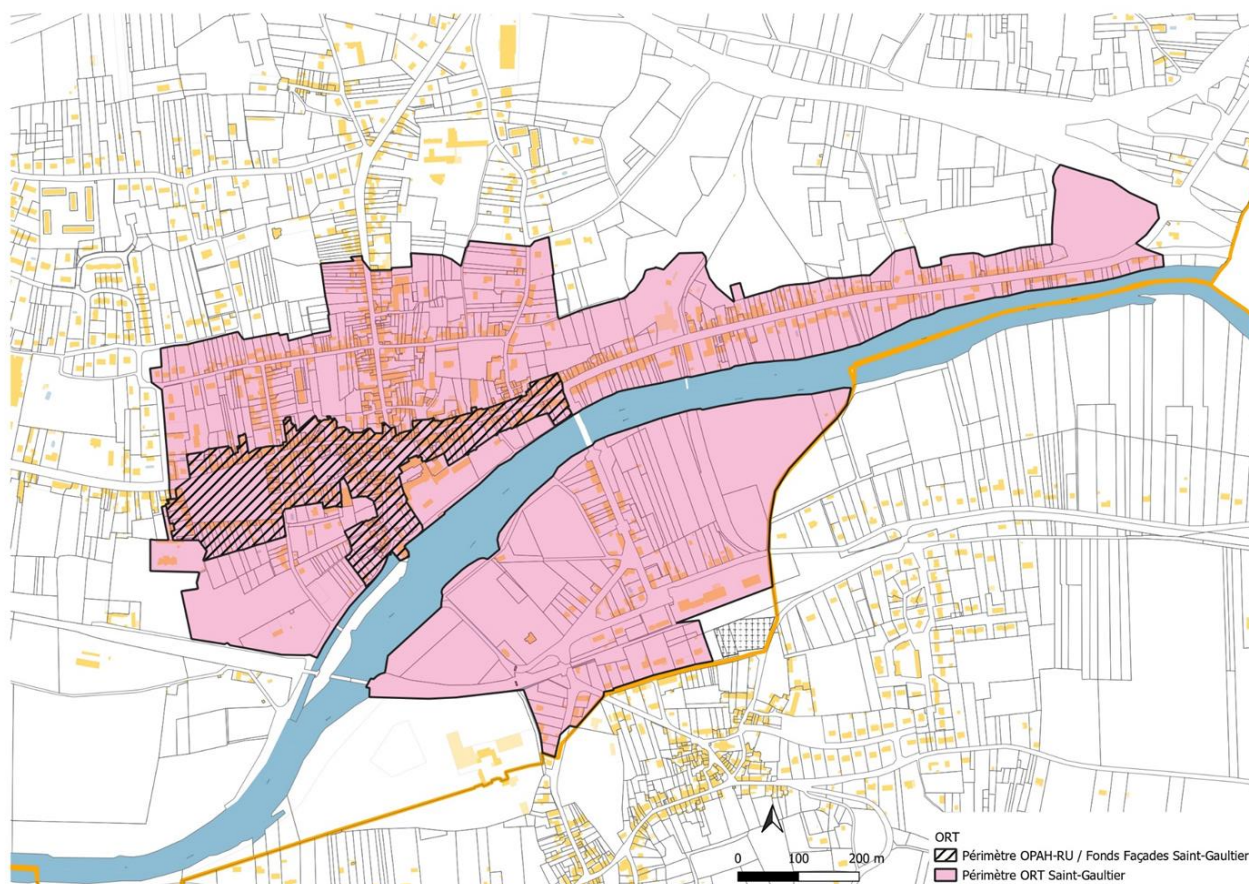 0 100 200 m
ORT
Périmètre OPAH-RU / Fonds Façades Saint-Gaultier
Périmètre ORT Saint-Gaultier